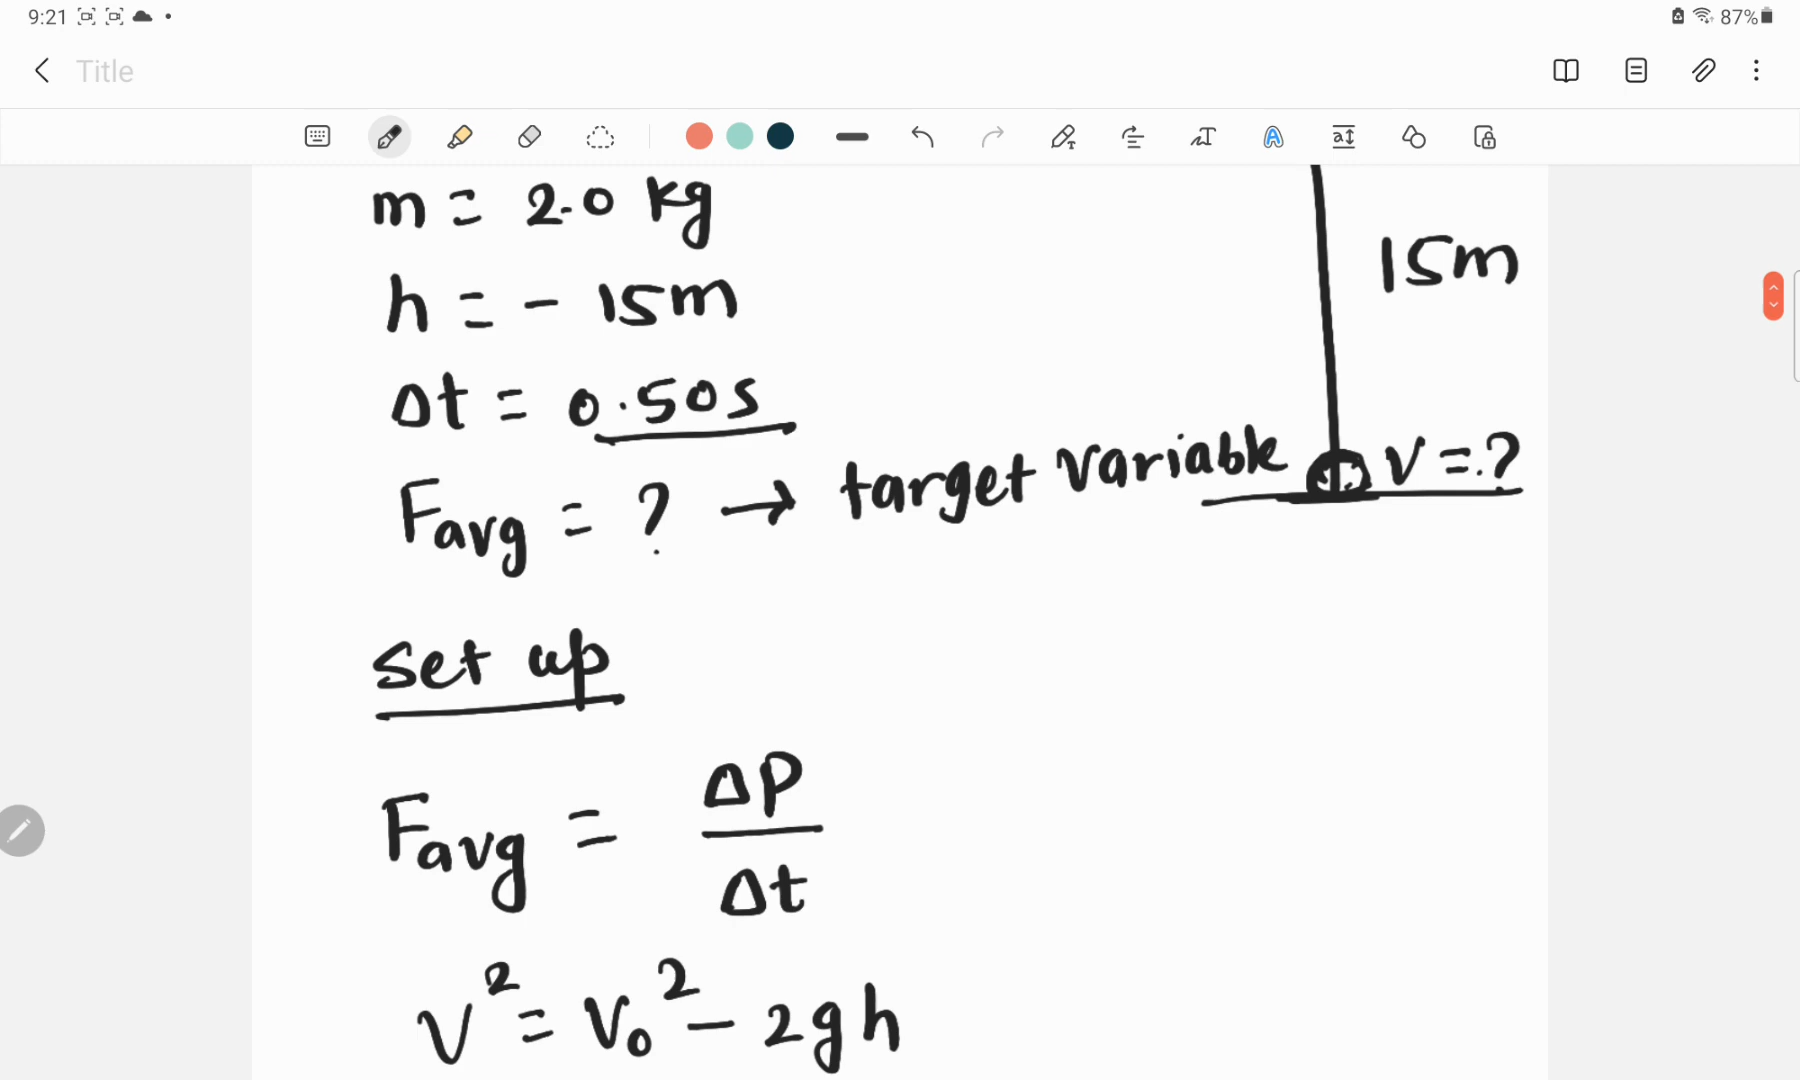 9:21 87%
Title
m = 2.0 kg
15m
h = - 15m
Δt = 0.50s
Favg = ? → target variable V = ?
set up
Favg = ΔP / Δt
V² = V₀² - 2gh